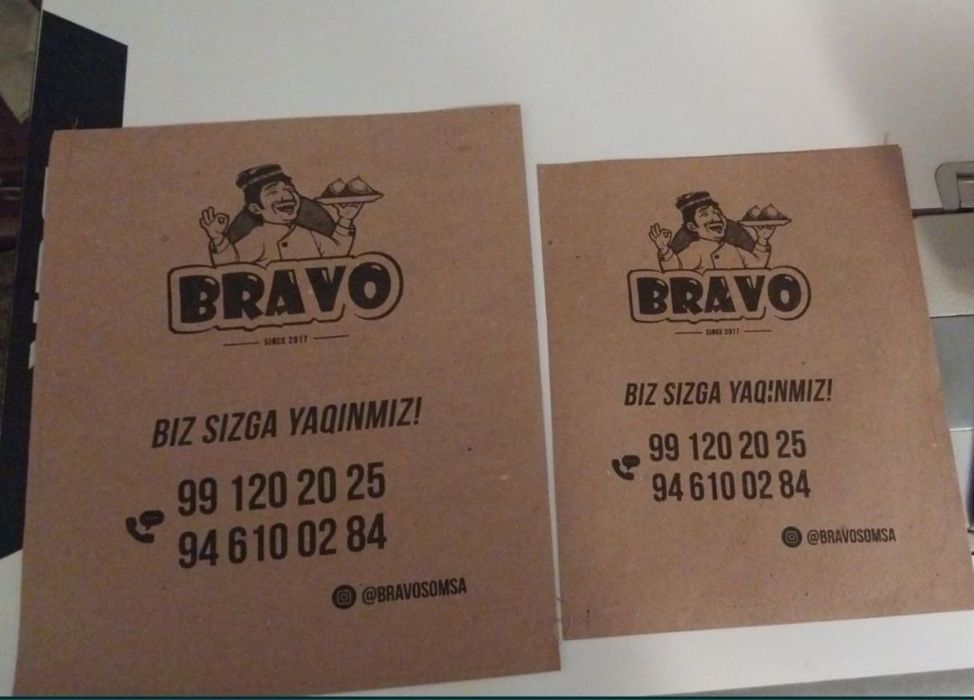 BRAVO
SINCE 2017
BIZ SIZGA YAQINMIZ!
99 120 20 25
94 610 02 84
@BRAVOSOMSA
BRAVO
SINCE 2017
BIZ SIZGA YAQINMIZ!
99 120 20 25
94 610 02 84
@BRAVOSOMSA